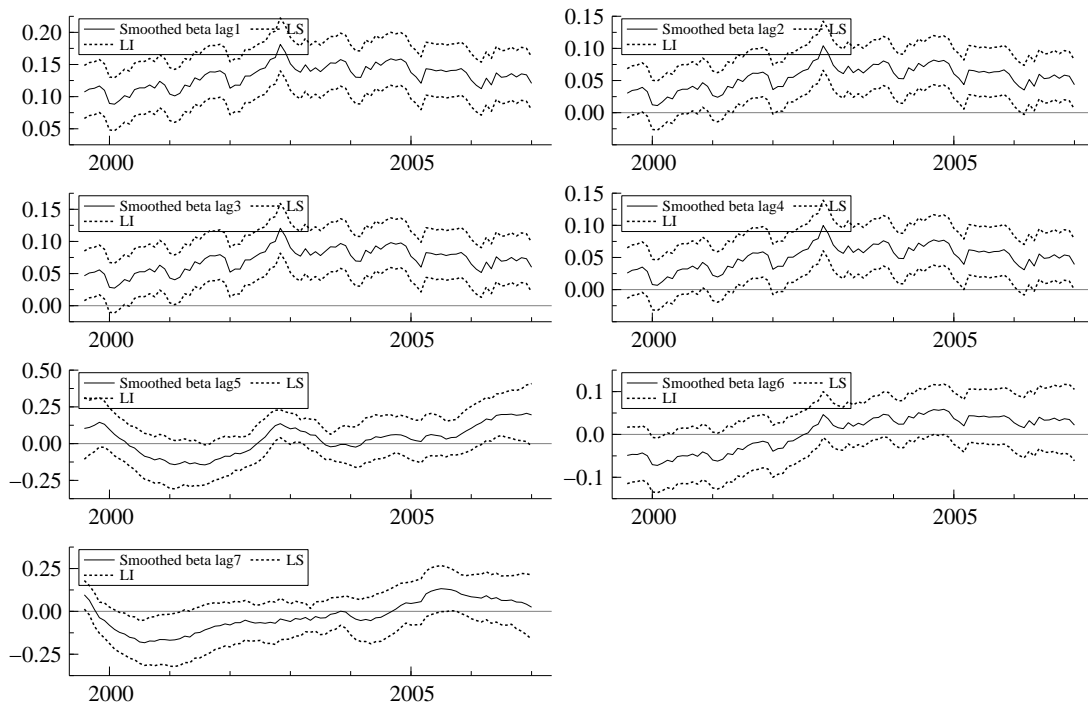 0.20
0.15
0.10
0.05
Smoothed beta lag1 LS
LI
2000 2005
0.15
0.10
0.05
0.00
Smoothed beta lag2 LS
LI
2000 2005
0.15
0.10
0.05
0.00
Smoothed beta lag3 LS
LI
2000 2005
0.15
0.10
0.05
0.00
Smoothed beta lag4 LS
LI
2000 2005
0.50
0.25
0.00
−0.25
Smoothed beta lag5 LS
LI
2000 2005
0.1
0.0
−0.1
Smoothed beta lag6 LS
LI
2000 2005
0.25
0.00
−0.25
Smoothed beta lag7 LS
LI
2000 2005